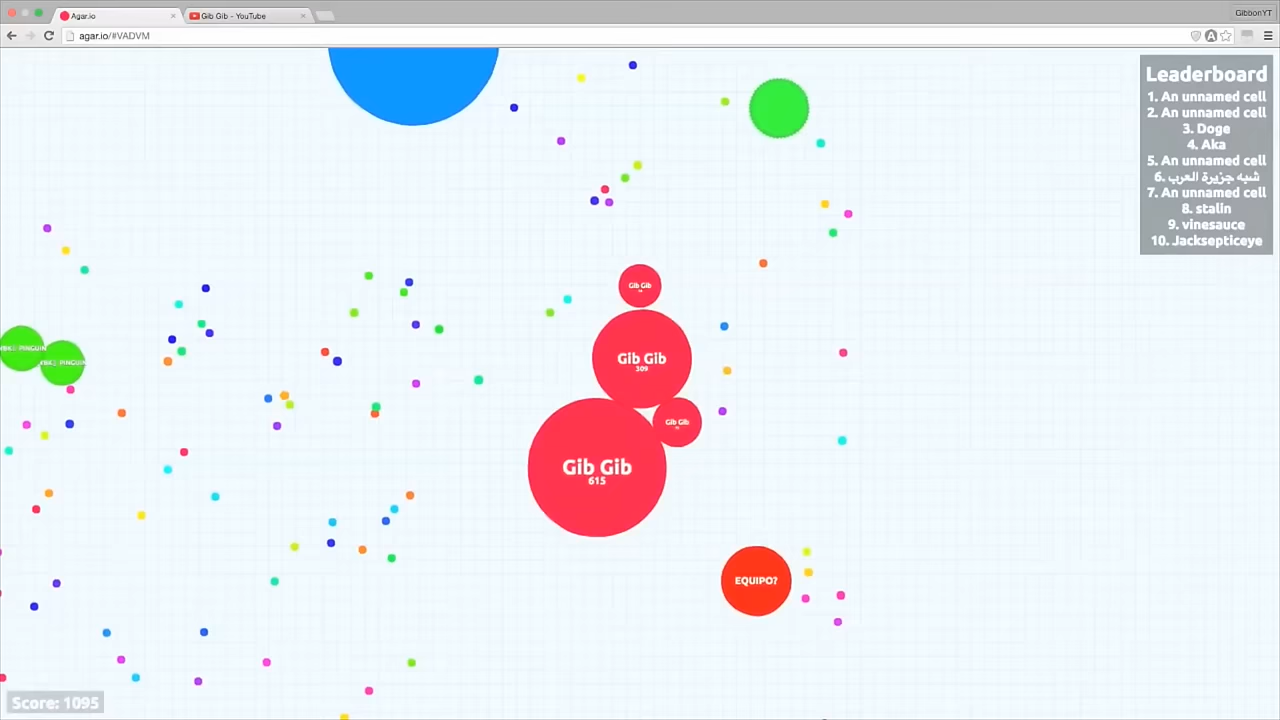 Agar.io
Gib Gib - YouTube
GibbonYT
agar.io/#VADVM
Leaderboard
1. An unnamed cell
2. An unnamed cell
3. Doge
4. Aka
5. An unnamed cell
6. شبه جزيرة العرب
7. An unnamed cell
8. stalin
9. vinesauce
10. Jacksepticeye
Gib Gib
Gib Gib
309
Gib Gib
Gib Gib
615
EQUIPO?
Score: 1095